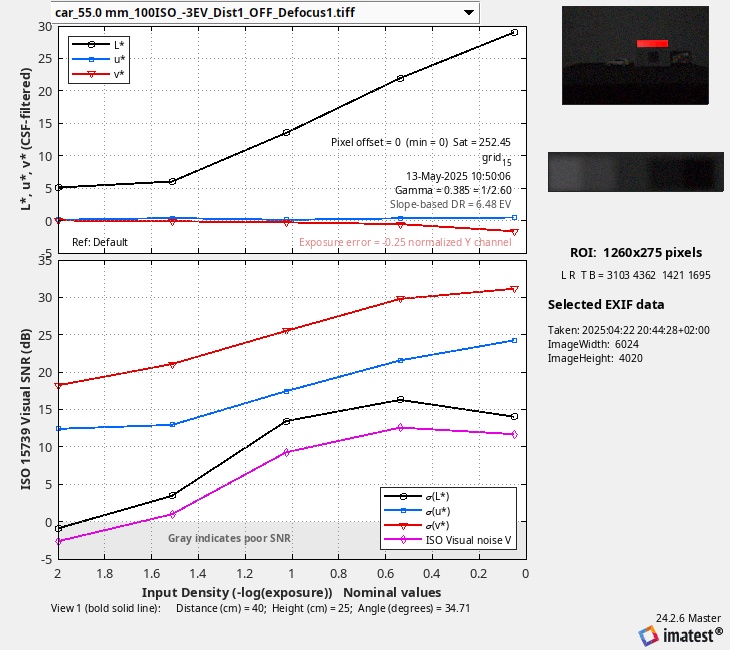 car_55.0 mm_100ISO_-3EV_Dist1_OFF_Defocus1.tiff
30
25
20
15
10
5
0
-5
L*, u*, v* (CSF-filtered)
L*
u*
v*
Pixel offset = 0 (min = 0) Sat = 252.45
grid15
13-May-2025 10:50:06
Gamma = 0.385 = 1/2.60
Slope-based DR = 6.48 EV
Ref: Default
Exposure error = -0.25 normalized Y channel
35
30
25
20
15
10
5
0
-5
ISO 15739 Visual SNR (dB)
Gray indicates poor SNR
σ(L*)
σ(u*)
σ(v*)
ISO Visual noise V
2 1.8 1.6 1.4 1.2 1 0.8 0.6 0.4 0.2 0
Input Density (-log(exposure)) Nominal values
View 1 (bold solid line): Distance (cm) = 40; Height (cm) = 25; Angle (degrees) = 34.71
ROI: 1260x275 pixels
L R T B = 3103 4362 1421 1695
Selected EXIF data
Taken: 2025:04:22 20:44:28+02:00
ImageWidth: 6024
ImageHeight: 4020
24.2.6 Master
imatest®